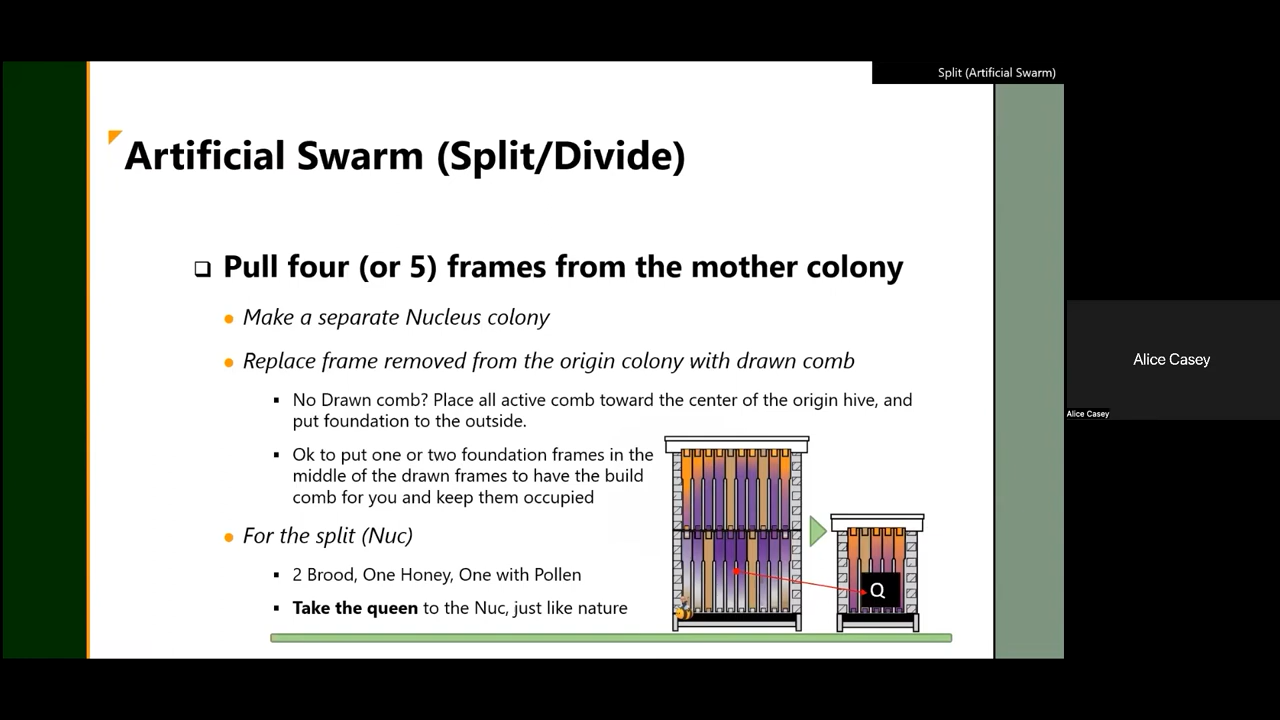 Split (Artificial Swarm)
Artificial Swarm (Split/Divide)
Pull four (or 5) frames from the mother colony
Make a separate Nucleus colony
Replace frame removed from the origin colony with drawn comb
No Drawn comb? Place all active comb toward the center of the origin hive, and
put foundation to the outside.
Ok to put one or two foundation frames in the
middle of the drawn frames to have the build
comb for you and keep them occupied
For the split (Nuc)
2 Brood, One Honey, One with Pollen
Take the queen to the Nuc, just like nature
Q
Alice Casey
Alice Casey